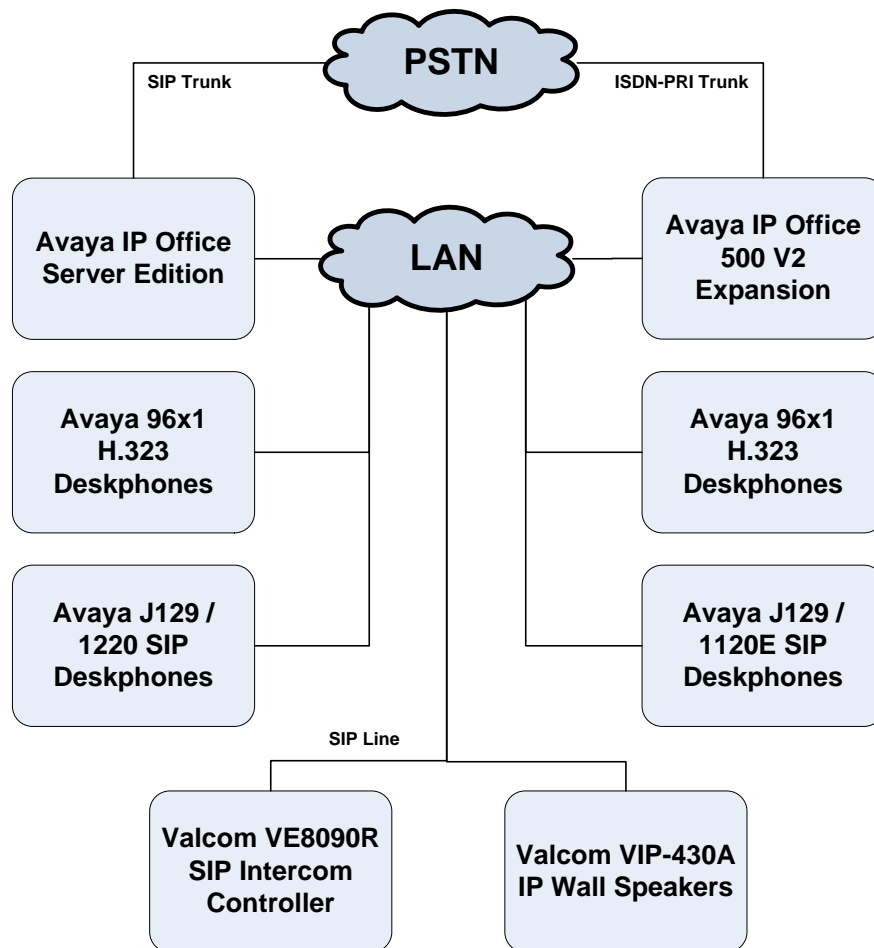 PSTN
SIP Trunk
ISDN-PRI Trunk
Avaya IP Office
Server Edition
LAN
Avaya IP Office
500 V2
Expansion
Avaya 96x1
H.323
Deskphones
Avaya 96x1
H.323
Deskphones
Avaya J129 /
1220 SIP
Deskphones
Avaya J129 /
1120E SIP
Deskphones
SIP Line
Valcom VE8090R
SIP Intercom
Controller
Valcom VIP-430A
IP Wall Speakers